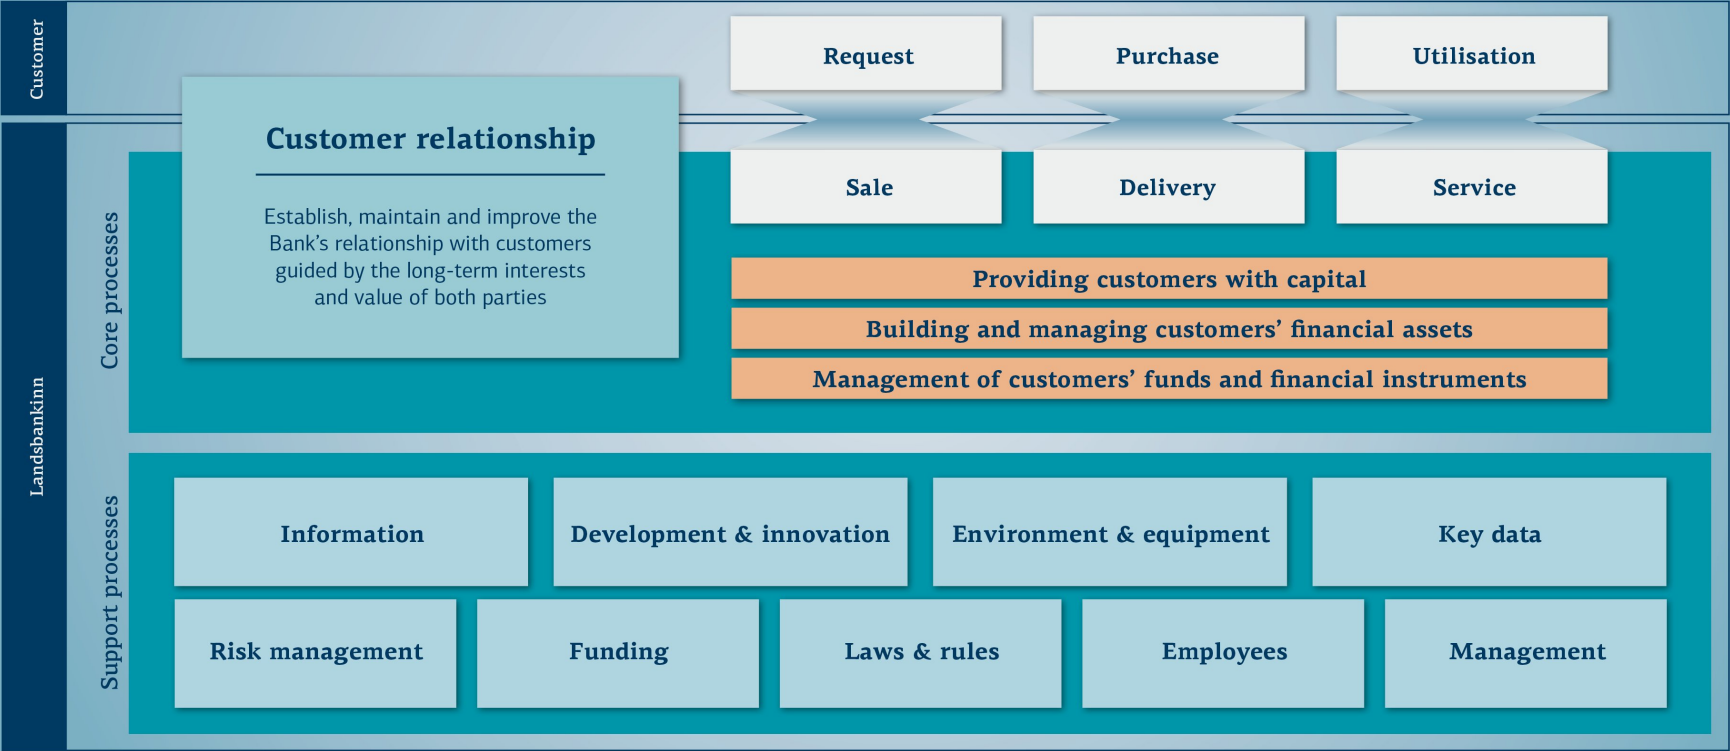 Customer
Request
Purchase
Utilisation
Customer relationship
Establish, maintain and improve the
Bank’s relationship with customers
guided by the long-term interests
and value of both parties
Landsbankinn
Core processes
Sale
Delivery
Service
Providing customers with capital
Building and managing customers’ financial assets
Management of customers’ funds and financial instruments
Support processes
Information
Development & innovation
Environment & equipment
Key data
Risk management
Funding
Laws & rules
Employees
Management